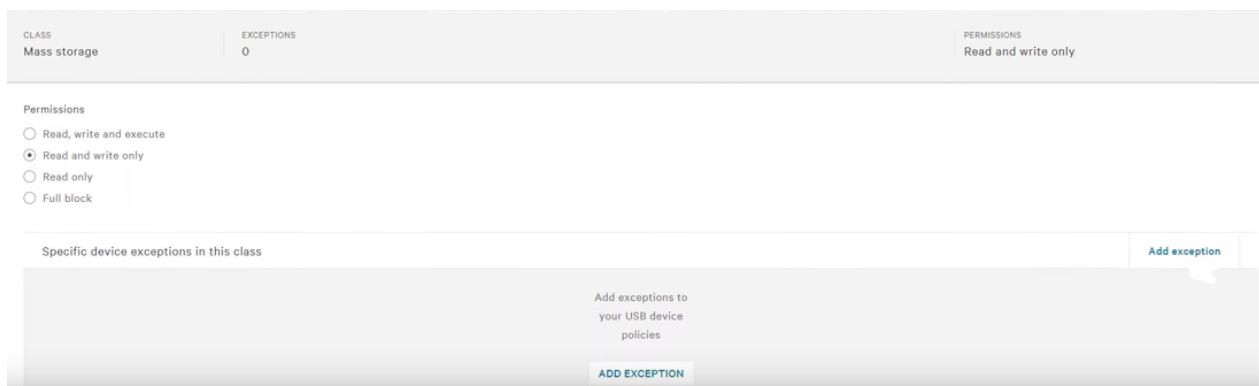 CLASS EXCEPTIONS PERMISSIONS
Mass storage 0 Read and write only
Permissions
Read, write and execute
Read and write only
Read only
Full block
Specific device exceptions in this class Add exception
Add exceptions to
your USB device
policies
ADD EXCEPTION